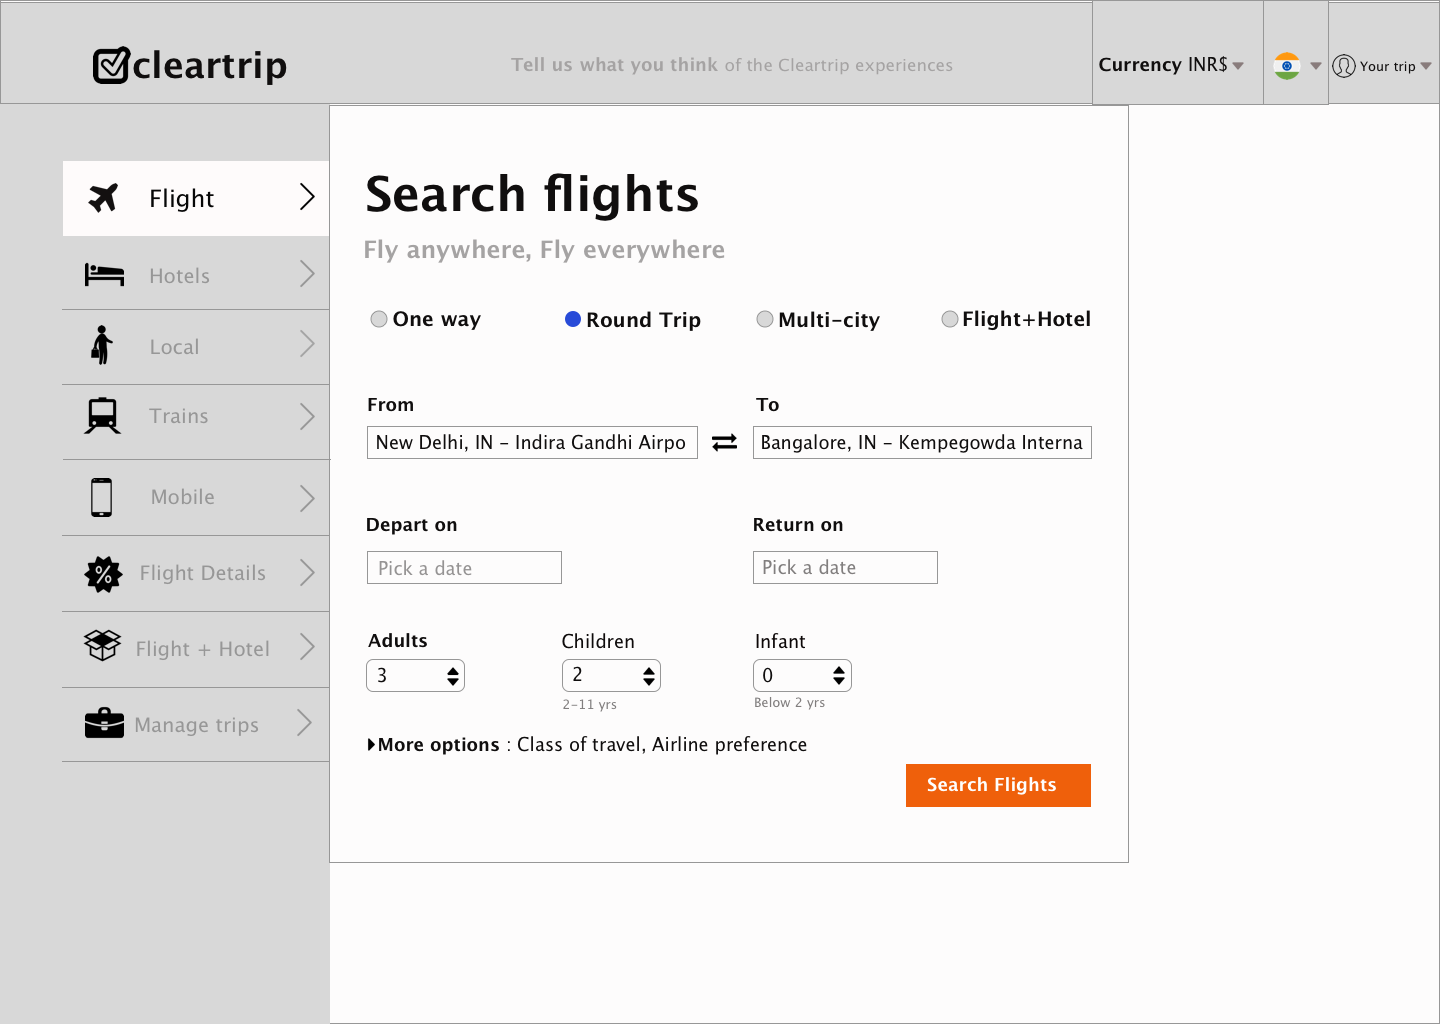 cleartrip
Tell us what you think of the Cleartrip experiences
Currency INR$
Your trip
Flight
Hotels
Local
Trains
Mobile
Flight Details
Flight + Hotel
Manage trips
Search flights
Fly anywhere, Fly everywhere
One way Round Trip Multi-city Flight+Hotel
From To
New Delhi, IN - Indira Gandhi Airpo Bangalore, IN - Kempegowda Interna
Depart on Return on
Pick a date Pick a date
Adults Children Infant
3 2 0
2-11 yrs Below 2 yrs
More options : Class of travel, Airline preference
Search Flights